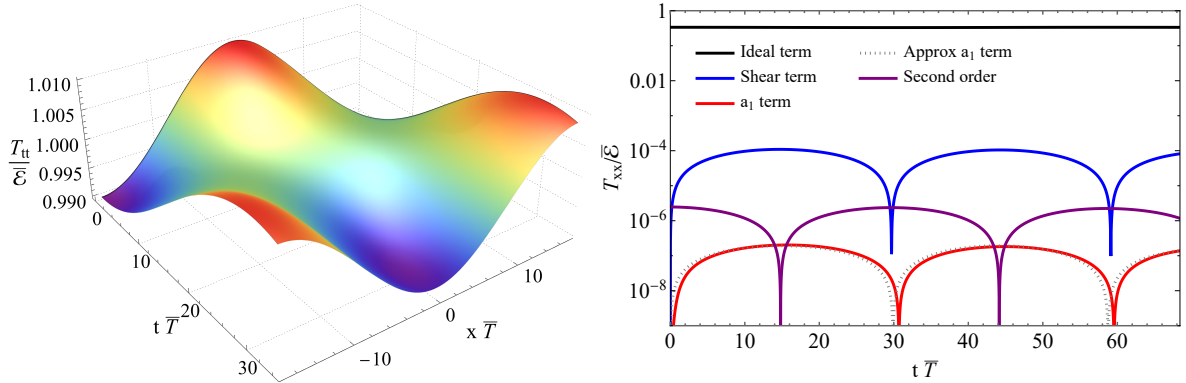 1.010
1.005
1.000
0.995
0.990
T_tt
ℰ̅
0
10
20
30
t T̅
−10
0
10
x T̅
1
0.01
10⁻⁴
10⁻⁶
10⁻⁸
T_xx/ℰ̅
Ideal term
Shear term
a₁ term
Approx a₁ term
Second order
0
10
20
30
40
50
60
t T̅